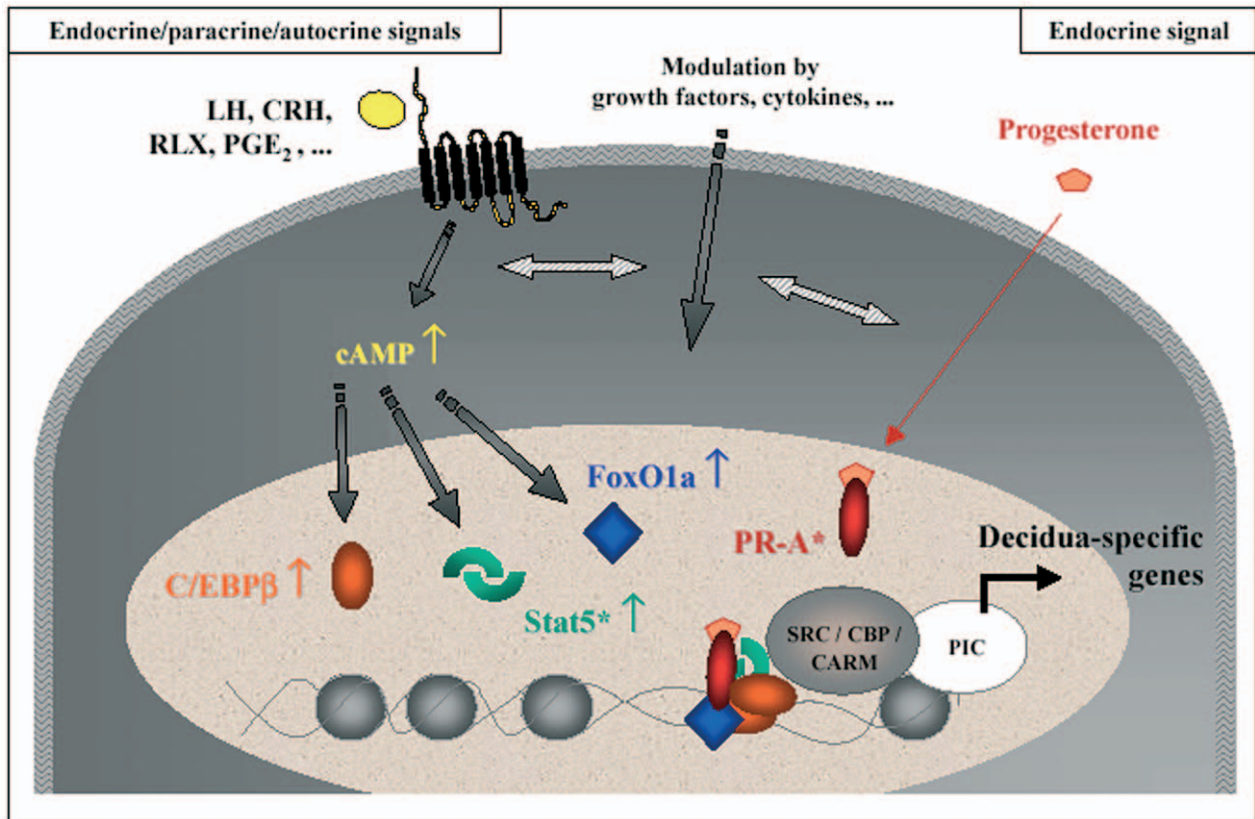 Endocrine/paracrine/autocrine signals
Endocrine signal
LH, CRH,
RLX, PGE₂ , ...
Modulation by
growth factors, cytokines, ...
Progesterone
cAMP ↑
FoxO1a ↑
PR-A*
C/EBPβ ↑
Stat5* ↑
Decidua-specific
genes
SRC / CBP /
CARM
PIC